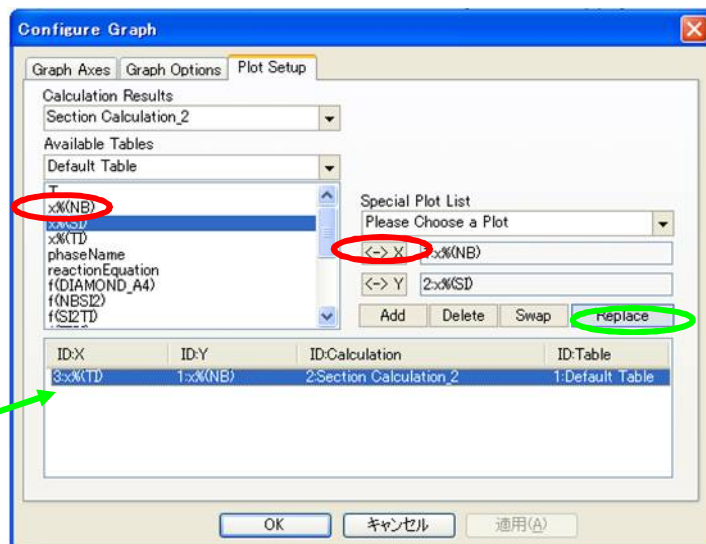 Configure Graph
Graph Axes Graph Options Plot Setup
Calculation Results
Section Calculation_2
Available Tables
Default Table
T
x%(NB)
x%(SI)
x%(TI)
phaseName
reactionEquation
f(DIAMOND_A4)
f(NBSI2)
f(SI2TI)
Special Plot List
Please Choose a Plot
<-> X 1:x%(NB)
<-> Y 2:x%(SI)
Add Delete Swap Replace
ID:X ID:Y ID:Calculation ID:Table
3:x%(TI) 1:x%(NB) 2:Section Calculation_2 1:Default Table
OK キャンセル 適用(A)